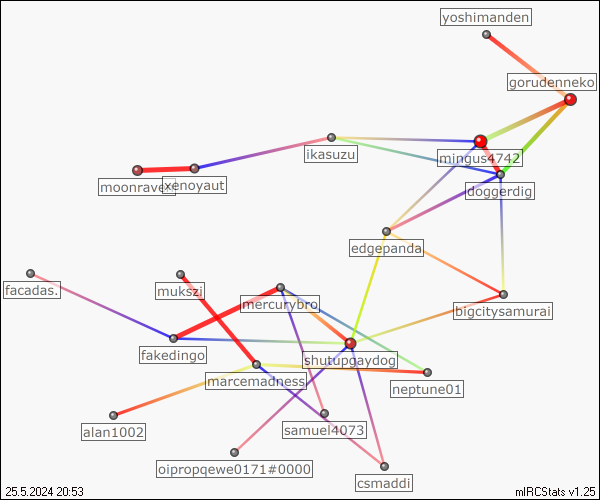 yoshimanden
gorudenneko
mingus4742
ikasuzu
xenoyaut
doggerdig
edgepanda
facadas.
mukszi
mercurybro
bigcitysamurai
fakedingo
shutupgaydog
marcemadness
neptune01
alan1002
samuel4073
oipropqewe0171#0000
csmaddi
25.5.2024 20:53
mIRCStats v1.25